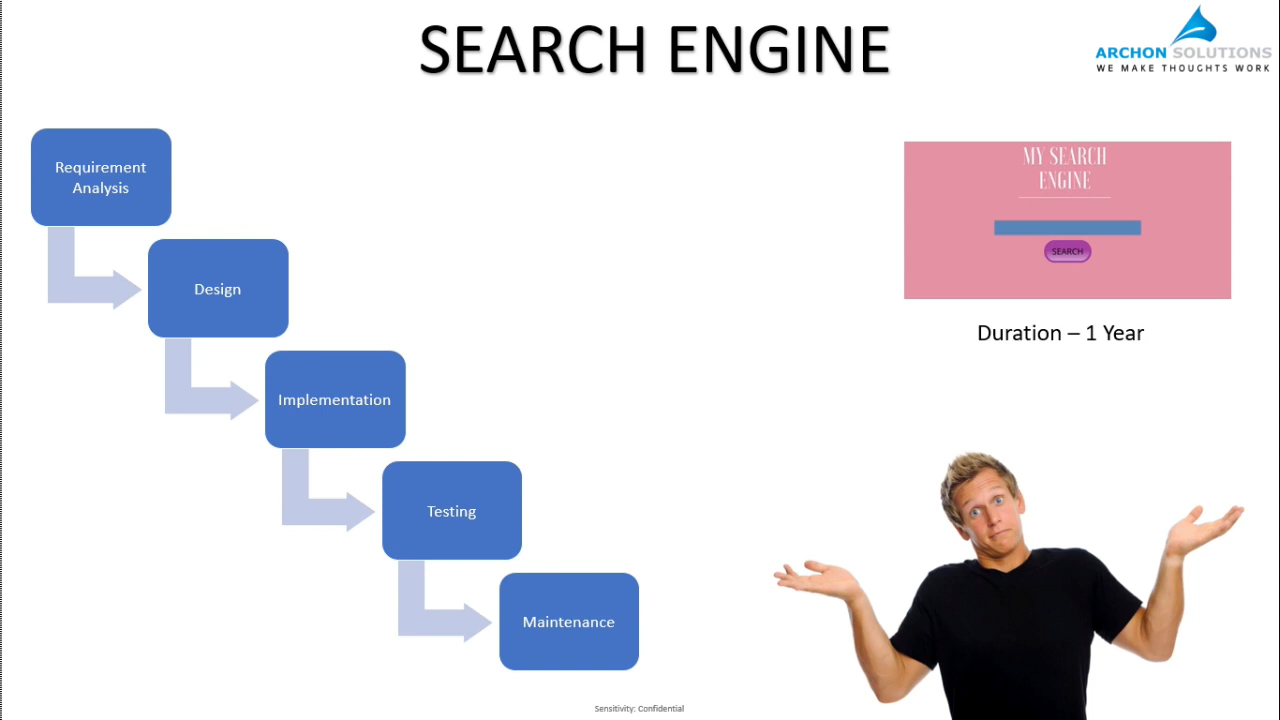 SEARCH ENGINE
ARCHON SOLUTIONS
WE MAKE THOUGHTS WORK
Requirement
Analysis
Design
Implementation
Testing
Maintenance
MY SEARCH
ENGINE
SEARCH
Duration – 1 Year
Sensitivity: Confidential